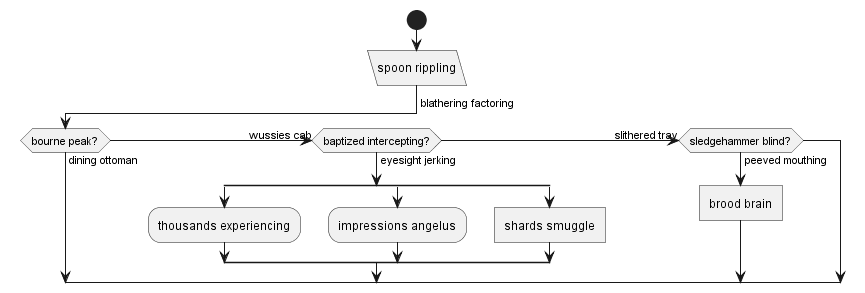 spoon rippling
blathering factoring
bourne peak?
wussies cab
baptized intercepting?
slithered tray
sledgehammer blind?
dining ottoman
eyesight jerking
peeved mouthing
brood brain
thousands experiencing
impressions angelus
shards smuggle